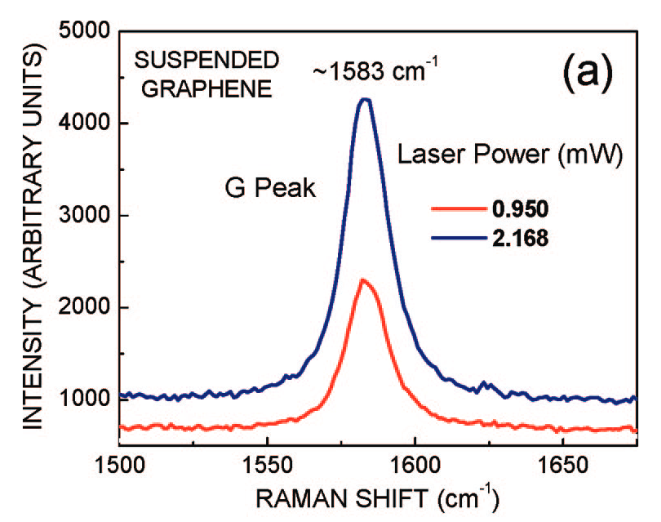 SUSPENDED
GRAPHENE
~1583 cm⁻¹
(a)
G Peak
Laser Power (mW)
0.950
2.168
INTENSITY (ARBITRARY UNITS)
5000
4000
3000
2000
1000
1500
1550
1600
1650
RAMAN SHIFT (cm⁻¹)